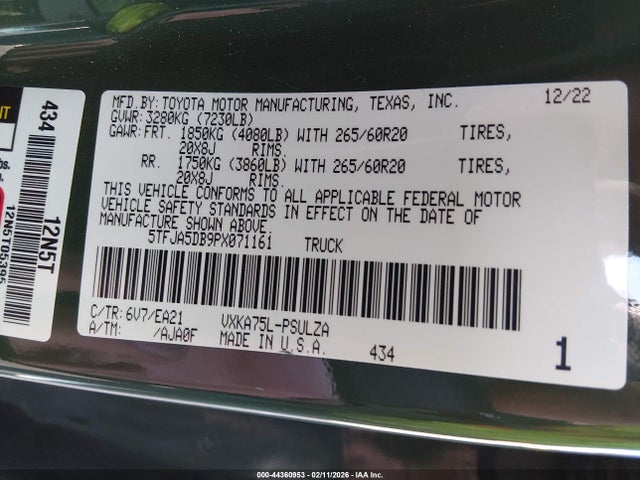 MFD.BY: TOYOTA MOTOR MANUFACTURING, TEXAS, INC. 12/22
GVWR: 3280KG (7230LB)
GAWR: FRT. 1850KG (4080LB) WITH 265/60R20 TIRES,
20X8J RIMS.
RR. 1750KG (3860LB) WITH 265/60R20 TIRES,
20X8J RIMS.
THIS VEHICLE CONFORMS TO ALL APPLICABLE FEDERAL MOTOR
VEHICLE SAFETY STANDARDS IN EFFECT ON THE DATE OF
MANUFACTURE SHOWN ABOVE.
5TFJA5DB9PX071161 TRUCK
C/TR: 6V7/EA21 VXKA75L-PSULZA
A/TM: /AJA0F MADE IN U.S.A. 434
1
434
12N5T
000-44360953 - 02/11/2026 - IAA Inc.